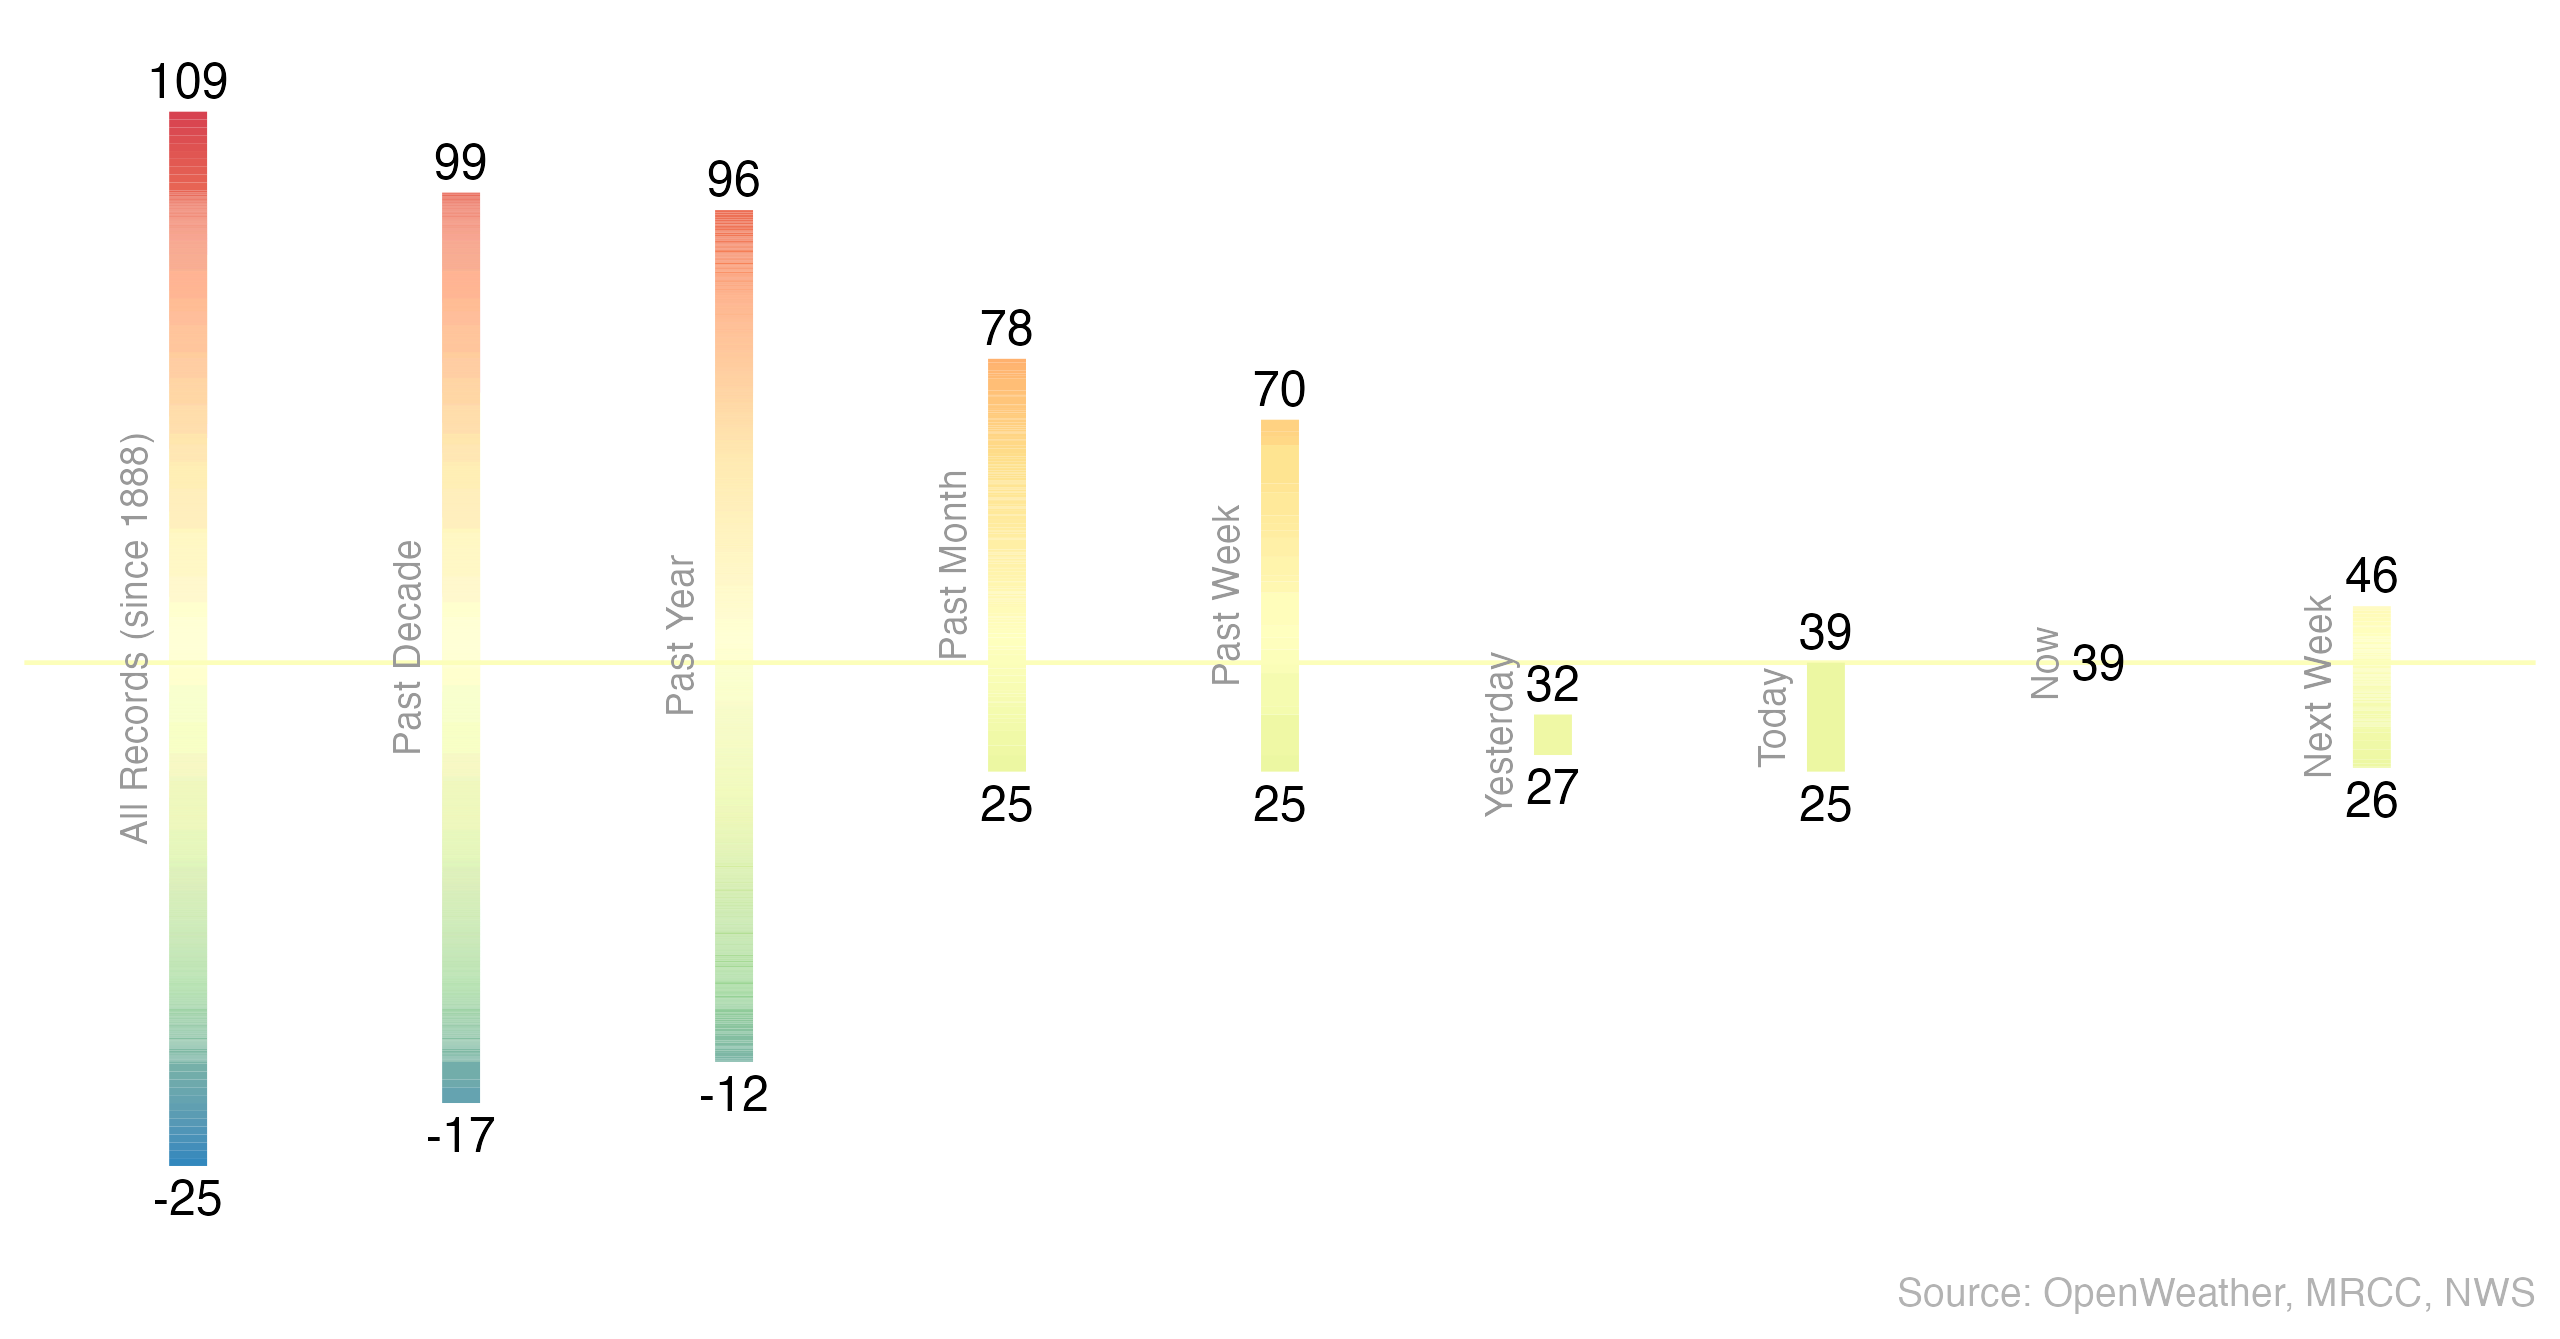 109
All Records (since 1888)
-25
99
Past Decade
-17
96
Past Year
-12
78
Past Month
25
70
Past Week
25
32
Yesterday
27
39
Today
25
Now
39
46
Next Week
26
Source: OpenWeather, MRCC, NWS